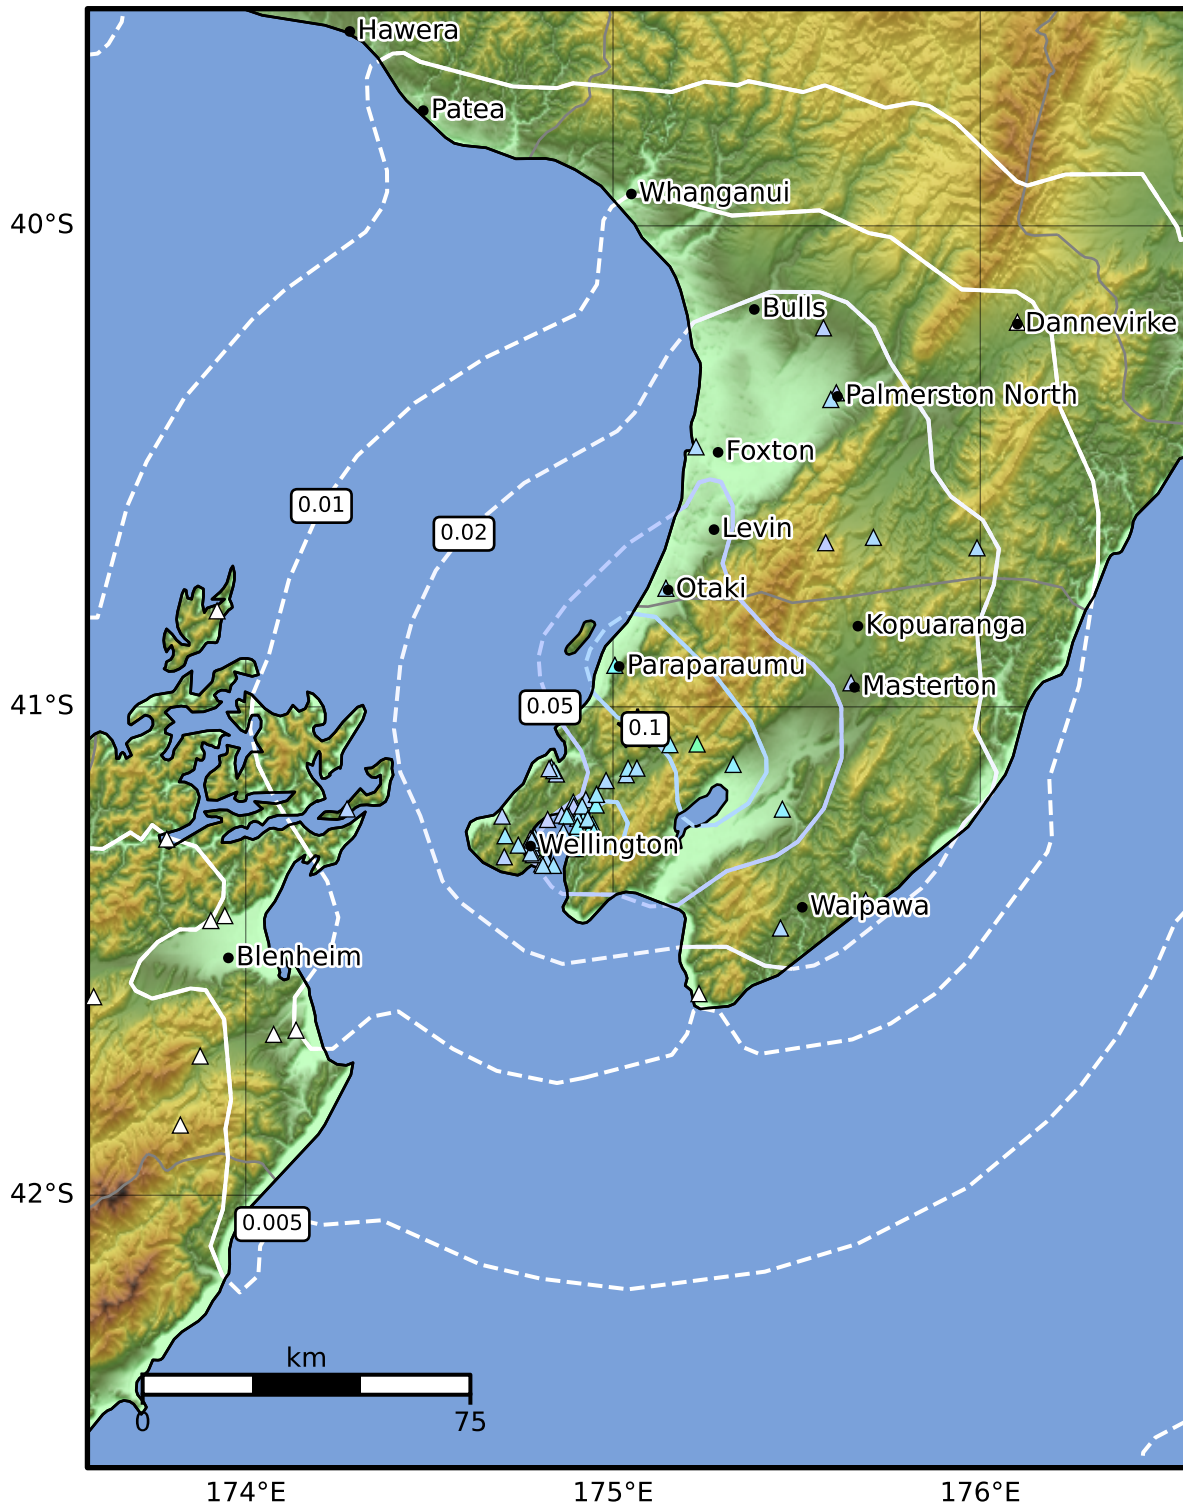 Hawera
Patea
Whanganui
40°S
Bulls
Dannevirke
Palmerston North
Foxton
0.01
0.02
Levin
Otaki
Kopuaranga
Paraparaumu
Masterton
41°S
0.05
0.1
Wellington
Waipawa
Blenheim
42°S
0.005
km
0
75
174°E
175°E
176°E